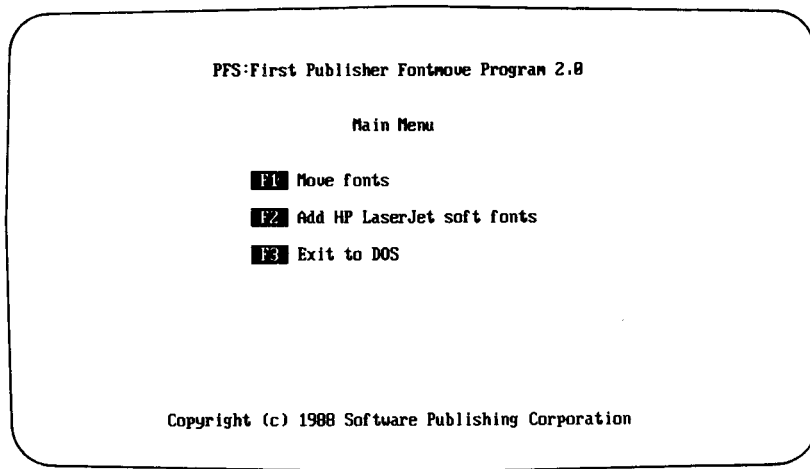 PFS:First Publisher Fontmove Program 2.0
Main Menu
F1 Move fonts
F2 Add HP LaserJet soft fonts
F3 Exit to DOS
Copyright (c) 1988 Software Publishing Corporation